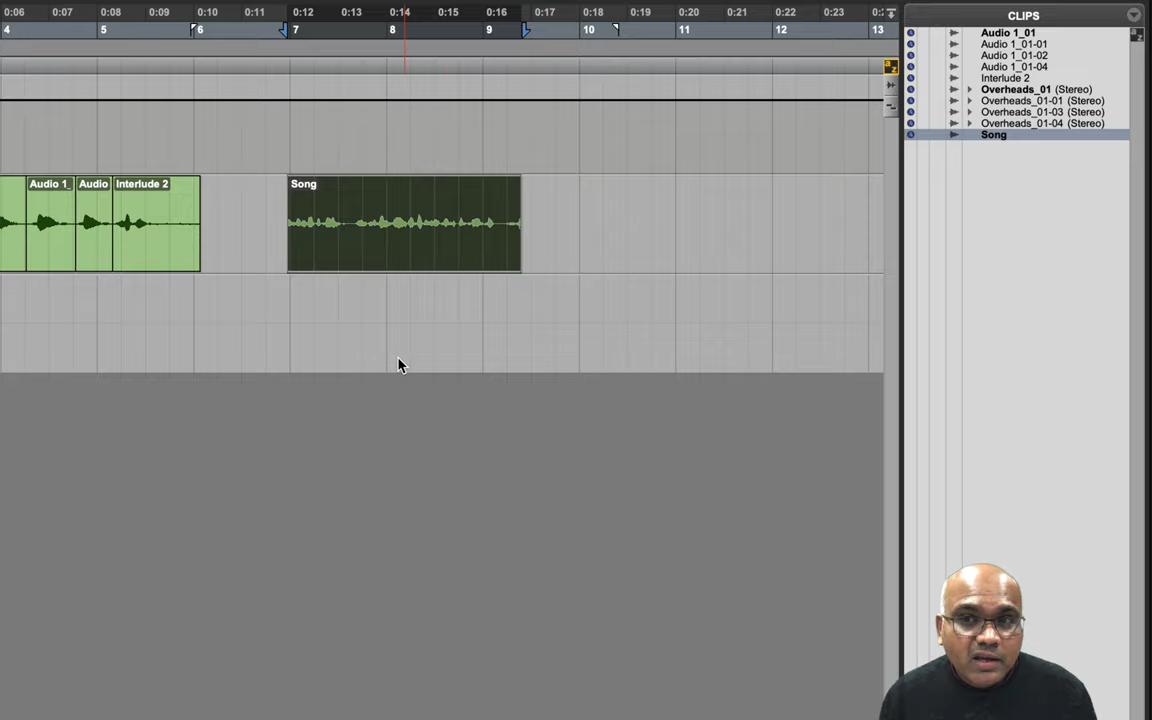 0:06 0:07 0:08 0:09 0:10 0:11 0:12 0:13 0:14 0:15 0:16 0:17 0:18 0:19 0:20 0:21 0:22 0:23
4 5 6 7 8 9 10 11 12 13
CLIPS
Audio 1_01
Audio 1_01-01
Audio 1_01-02
Audio 1_01-04
Interlude 2
Overheads_01 (Stereo)
Overheads_01-01 (Stereo)
Overheads_01-03 (Stereo)
Overheads_01-04 (Stereo)
Song
Audio 1_ Audio Interlude 2 Song